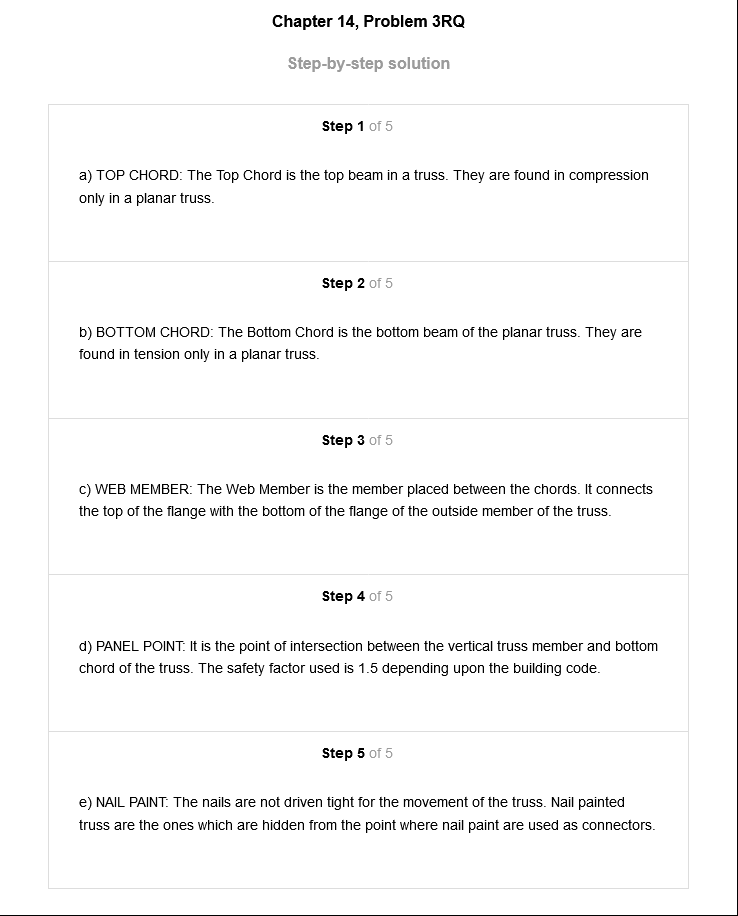 Chapter 14, Problem 3RQ
Step-by-step solution
Step 1 of 5
a) TOP CHORD: The Top Chord is the top beam in a truss. They are found in compression
only in a planar truss.
Step 2 of 5
b) BOTTOM CHORD: The Bottom Chord is the bottom beam of the planar truss. They are
found in tension only in a planar truss.
Step 3 of 5
c) WEB MEMBER: The Web Member is the member placed between the chords. It connects
the top of the flange with the bottom of the flange of the outside member of the truss.
Step 4 of 5
d) PANEL POINT: It is the point of intersection between the vertical truss member and bottom
chord of the truss. The safety factor used is 1.5 depending upon the building code.
Step 5 of 5
e) NAIL PAINT: The nails are not driven tight for the movement of the truss. Nail painted
truss are the ones which are hidden from the point where nail paint are used as connectors.